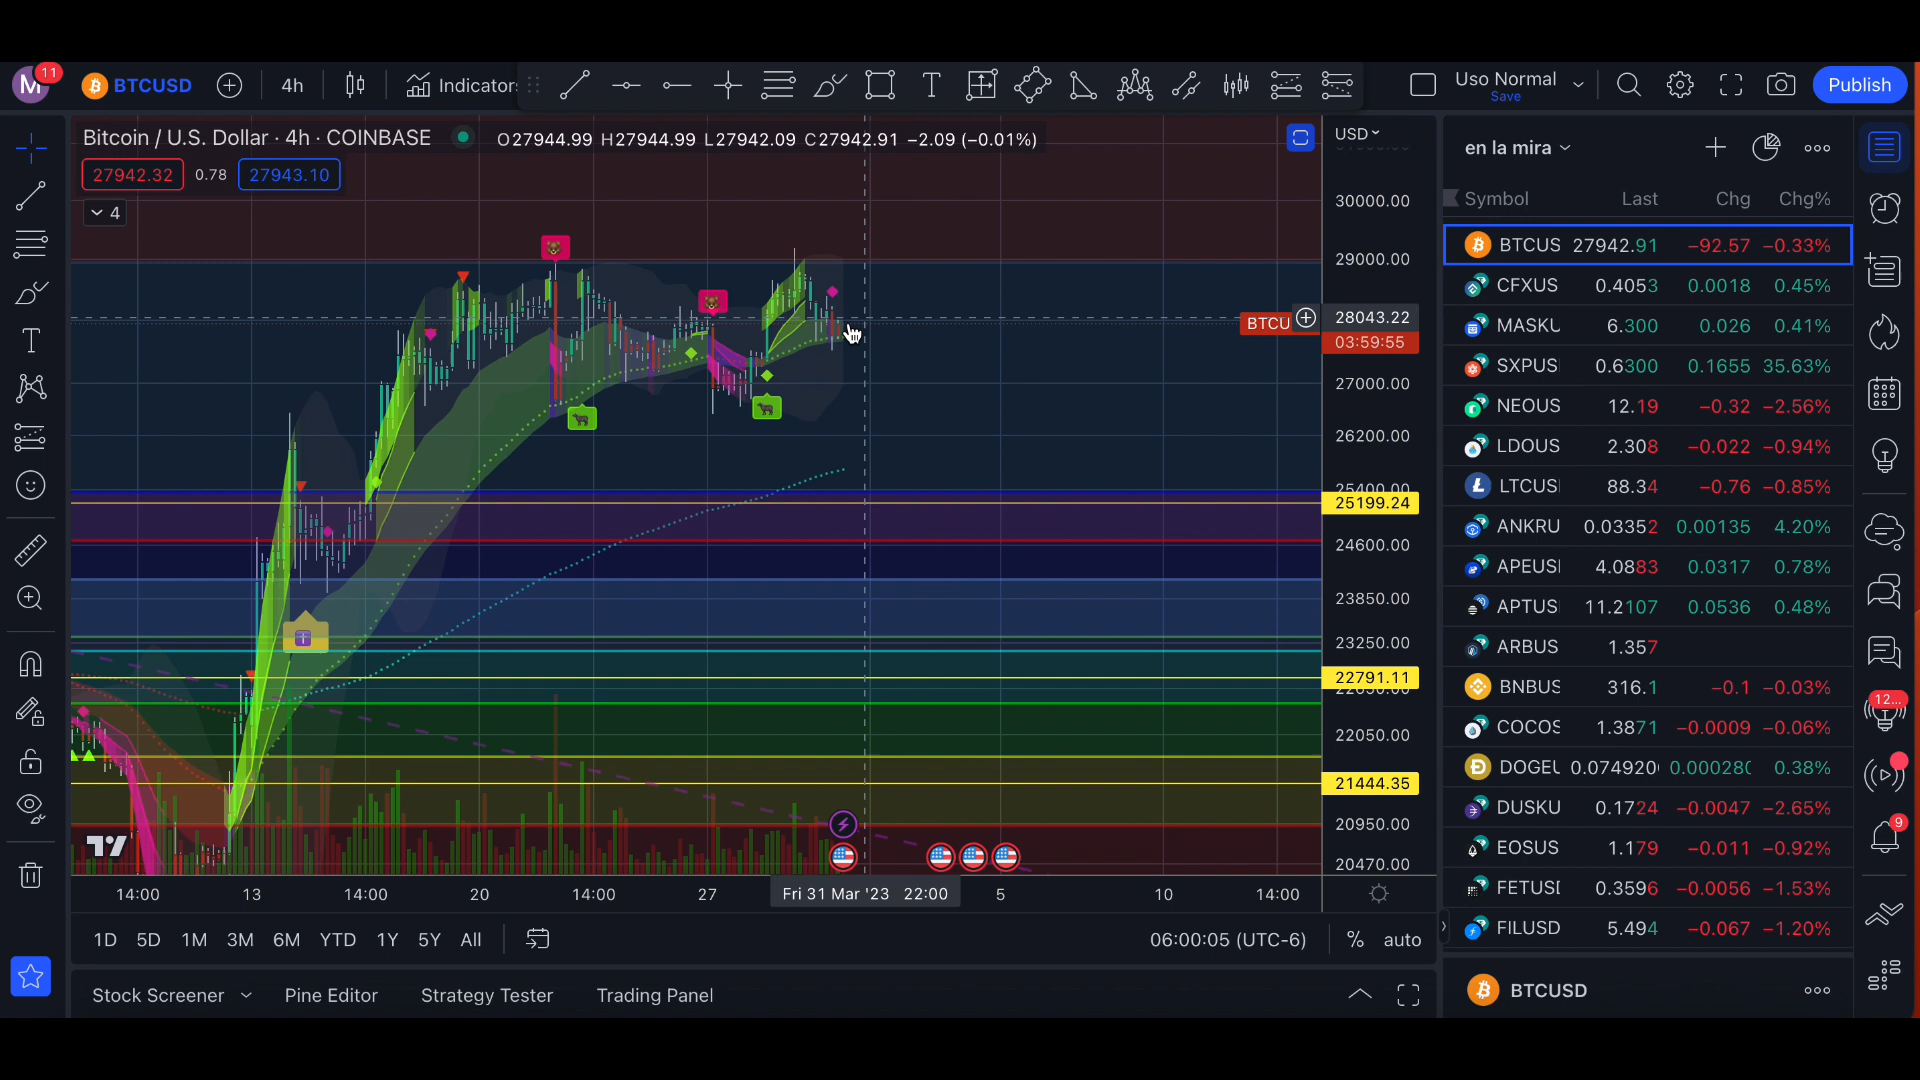 M 11 BTCUSD 4h Indicators Uso Normal Save Publish
Bitcoin / U.S. Dollar · 4h · COINBASE O27944.99 H27944.99 L27942.09 C27942.91 −2.09 (−0.01%)
27942.32 0.78 27943.10
4
USD
30000.00
29000.00
BTCU 28043.22
03:59:55
27000.00
26200.00
25199.24
24600.00
23850.00
23250.00
22791.11
22050.00
21444.35
20950.00
20470.00
14:00 13 14:00 20 14:00 27 Fri 31 Mar '23 22:00 5 10 14:00
1D 5D 1M 3M 6M YTD 1Y 5Y All 06:00:05 (UTC-6) % auto
Stock Screener Pine Editor Strategy Tester Trading Panel
en la mira
Symbol Last Chg Chg%
BTCUS 27942.91 −92.57 −0.33%
CFXUS 0.4053 0.0018 0.45%
MASKU 6.300 0.026 0.41%
SXPUS 0.6300 0.1655 35.63%
NEOUS 12.19 −0.32 −2.56%
LDOUS 2.308 −0.022 −0.94%
LTCUS 88.34 −0.76 −0.85%
ANKRU 0.03352 0.00135 4.20%
APEUS 4.0883 0.0317 0.78%
APTUS 11.2107 0.0536 0.48%
ARBUS 1.357
BNBUS 316.1 −0.1 −0.03%
COCOS 1.3871 −0.0009 −0.06%
DOGEU 0.074920 0.00028 0.38%
DUSKU 0.1724 −0.0047 −2.65%
EOSUS 1.179 −0.011 −0.92%
FETUSI 0.3596 −0.0056 −1.53%
FILUSD 5.494 −0.067 −1.20%
BTCUSD
12...
9